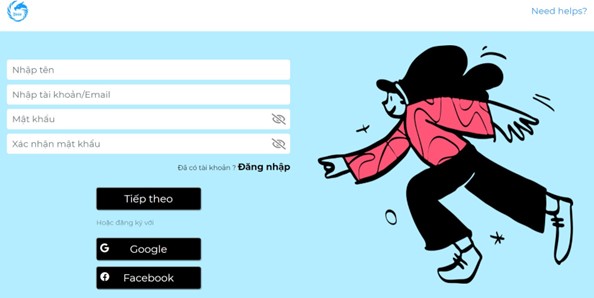 Need helps?
Nhập tên
Nhập tài khoản/Email
Mật khẩu
Xác nhận mật khẩu
Đã có tài khoản ? Đăng nhập
Tiếp theo
Hoặc đăng ký với
Google
Facebook